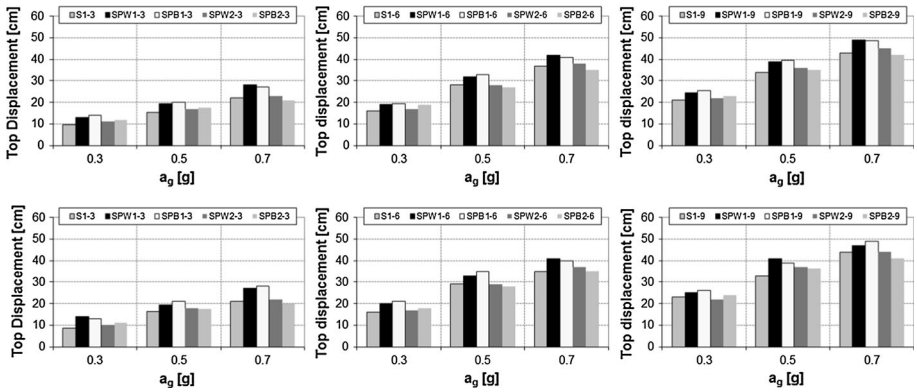 S1-3 SPW1-3 SPB1-3 SPW2-3 SPB2-3
Top Displacement [cm]
60
50
40
30
20
10
0
0.3 0.5 0.7
ag [g]
S1-6 SPW1-6 SPB1-6 SPW2-6 SPB2-6
Top displacement [cm]
60
50
40
30
20
10
0
0.3 0.5 0.7
ag [g]
S1-9 SPW1-9 SPB1-9 SPW2-9 SPB2-9
Top displacement [cm]
60
50
40
30
20
10
0
0.3 0.5 0.7
ag [g]
S1-3 SPW1-3 SPB1-3 SPW2-3 SPB2-3
Top Displacement [cm]
60
50
40
30
20
10
0
0.3 0.5 0.7
ag [g]
S1-6 SPW1-6 SPB1-6 SPW2-6 SPB2-6
Top displacement [cm]
60
50
40
30
20
10
0
0.3 0.5 0.7
ag [g]
S1-9 SPW1-9 SPB1-9 SPW2-9 SPB2-9
Top displacement [cm]
60
50
40
30
20
10
0
0.3 0.5 0.7
ag [g]